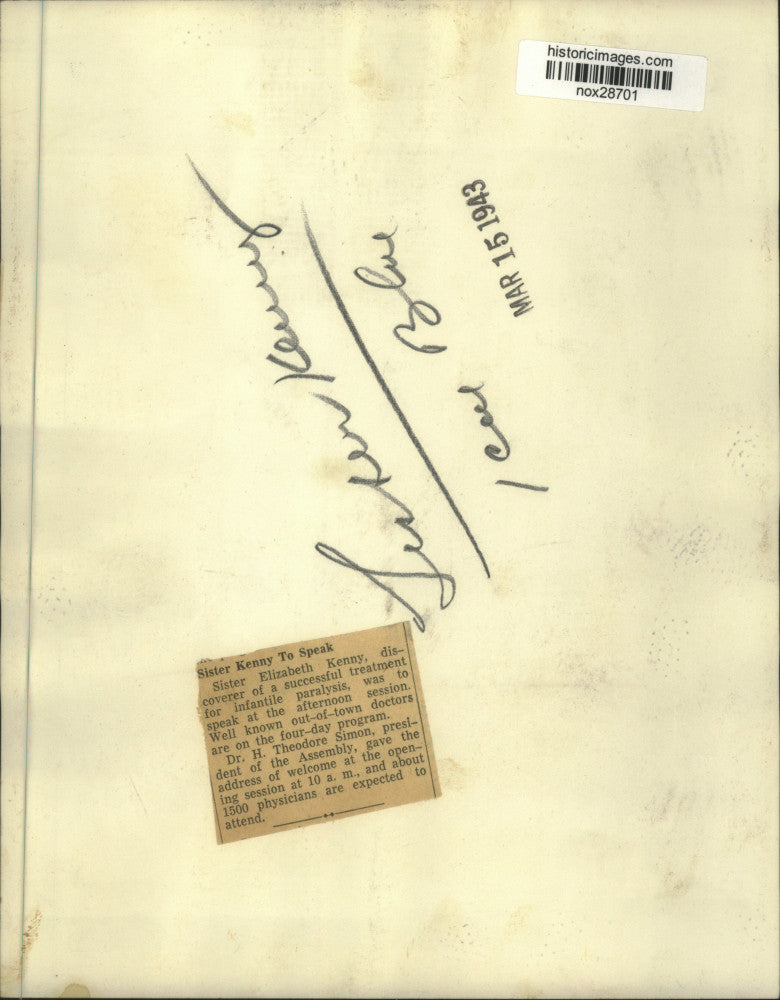 historicimages.com
nox28701
MAR 15 1943
Sister Kenny
1 Col Blue
Sister Kenny To Speak
Sister Elizabeth Kenny, dis-
coverer of a successful treatment
for infantile paralysis, was to
speak at the afternoon session.
Well known out-of-town doctors
are on the four-day program.
Dr. H. Theodore Simon, presi-
dent of the Assembly, gave the
address of welcome at the open-
ing session at 10 a. m., and about
1500 physicians are expected to
attend.